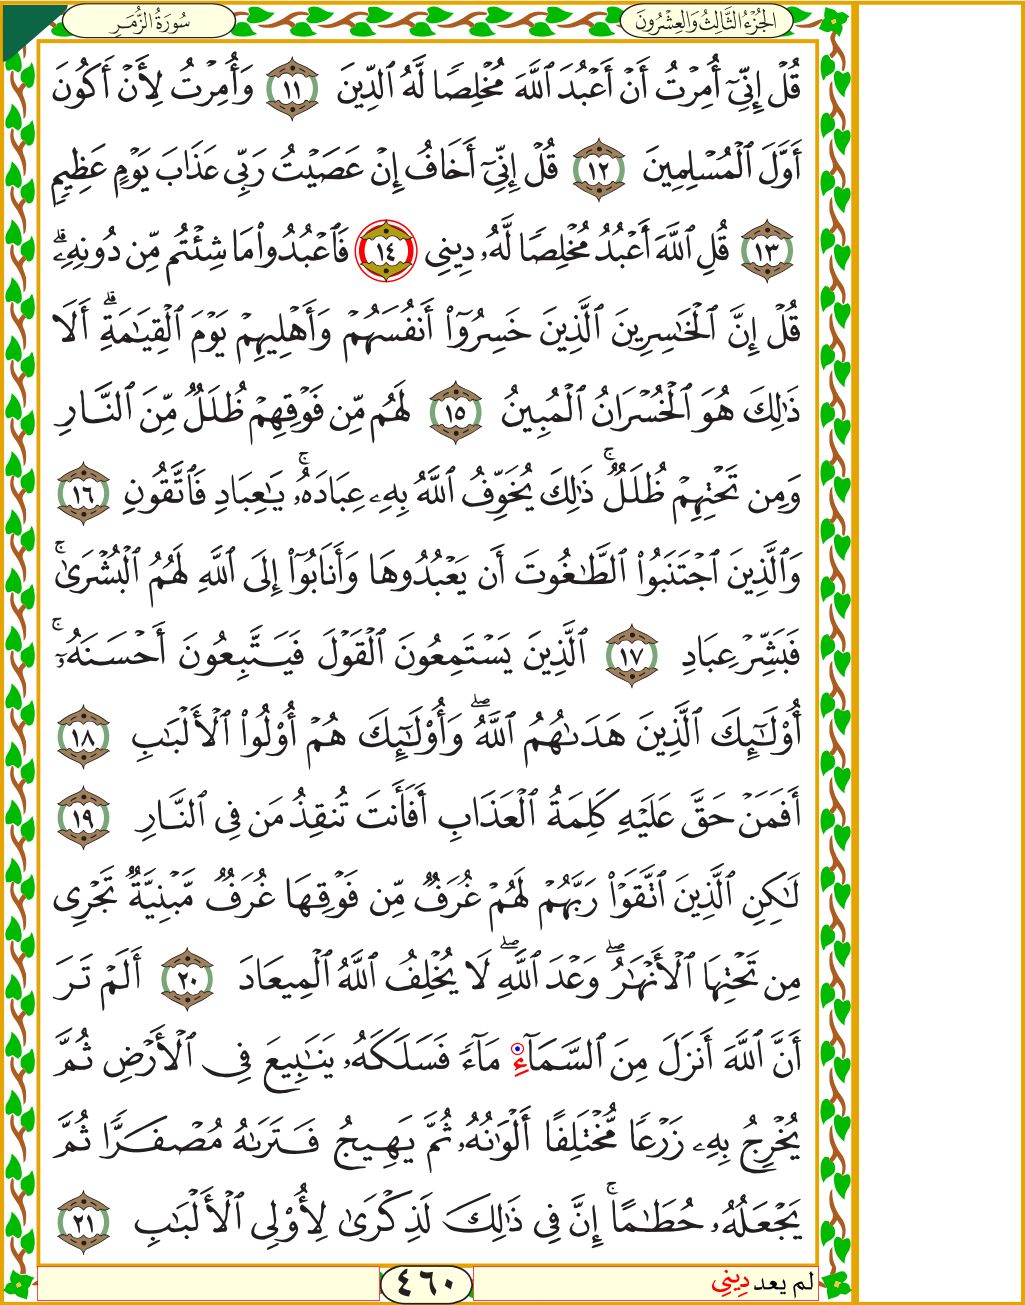 الجُزْءُ الثَّالِثُ وَالعِشْرُونَ
سُورَةُ الزُّمَرِ
قُلْ إِنِّىٓ أُمِرْتُ أَنْ أَعْبُدَ ٱللَّهَ مُخْلِصًا لَّهُ ٱلدِّينَ ١١ وَأُمِرْتُ لِأَنْ أَكُونَ
أَوَّلَ ٱلْمُسْلِمِينَ ١٢ قُلْ إِنِّىٓ أَخَافُ إِنْ عَصَيْتُ رَبِّى عَذَابَ يَوْمٍ عَظِيمٍ
١٣ قُلِ ٱللَّهَ أَعْبُدُ مُخْلِصًا لَّهُۥ دِينِى ١٤ فَٱعْبُدُوا۟ مَا شِئْتُم مِّن دُونِهِۦۗ
قُلْ إِنَّ ٱلْخَـٰسِرِينَ ٱلَّذِينَ خَسِرُوٓا۟ أَنفُسَهُمْ وَأَهْلِيهِمْ يَوْمَ ٱلْقِيَـٰمَةِۗ أَلَا
ذَٰلِكَ هُوَ ٱلْخُسْرَانُ ٱلْمُبِينُ ١٥ لَهُم مِّن فَوْقِهِمْ ظُلَلٌ مِّنَ ٱلنَّارِ
وَمِن تَحْتِهِمْ ظُلَلٌۚ ذَٰلِكَ يُخَوِّفُ ٱللَّهُ بِهِۦ عِبَادَهُۥۚ يَـٰعِبَادِ فَٱتَّقُونِ ١٦
وَٱلَّذِينَ ٱجْتَنَبُوا۟ ٱلطَّـٰغُوتَ أَن يَعْبُدُوهَا وَأَنَابُوٓا۟ إِلَى ٱللَّهِ لَهُمُ ٱلْبُشْرَىٰۚ
فَبَشِّرْ عِبَادِ ١٧ ٱلَّذِينَ يَسْتَمِعُونَ ٱلْقَوْلَ فَيَتَّبِعُونَ أَحْسَنَهُۥٓۚ
أُو۟لَـٰٓئِكَ ٱلَّذِينَ هَدَىٰهُمُ ٱللَّهُۖ وَأُو۟لَـٰٓئِكَ هُمْ أُو۟لُوا۟ ٱلْأَلْبَـٰبِ ١٨
أَفَمَنْ حَقَّ عَلَيْهِ كَلِمَةُ ٱلْعَذَابِ أَفَأَنتَ تُنقِذُ مَن فِى ٱلنَّارِ ١٩
لَـٰكِنِ ٱلَّذِينَ ٱتَّقَوْا۟ رَبَّهُمْ لَهُمْ غُرَفٌ مِّن فَوْقِهَا غُرَفٌ مَّبْنِيَّةٌ تَجْرِى
مِن تَحْتِهَا ٱلْأَنْهَـٰرُۖ وَعْدَ ٱللَّهِۖ لَا يُخْلِفُ ٱللَّهُ ٱلْمِيعَادَ ٢٠ أَلَمْ تَرَ
أَنَّ ٱللَّهَ أَنزَلَ مِنَ ٱلسَّمَآءِ مَآءً فَسَلَكَهُۥ يَنَـٰبِيعَ فِى ٱلْأَرْضِ ثُمَّ
يُخْرِجُ بِهِۦ زَرْعًا مُّخْتَلِفًا أَلْوَٰنُهُۥ ثُمَّ يَهِيجُ فَتَرَىٰهُ مُصْفَرًّا ثُمَّ
يَجْعَلُهُۥ حُطَـٰمًاۚ إِنَّ فِى ذَٰلِكَ لَذِكْرَىٰ لِأُو۟لِى ٱلْأَلْبَـٰبِ ٢١
لم يعد دِينِى
٤٦٠